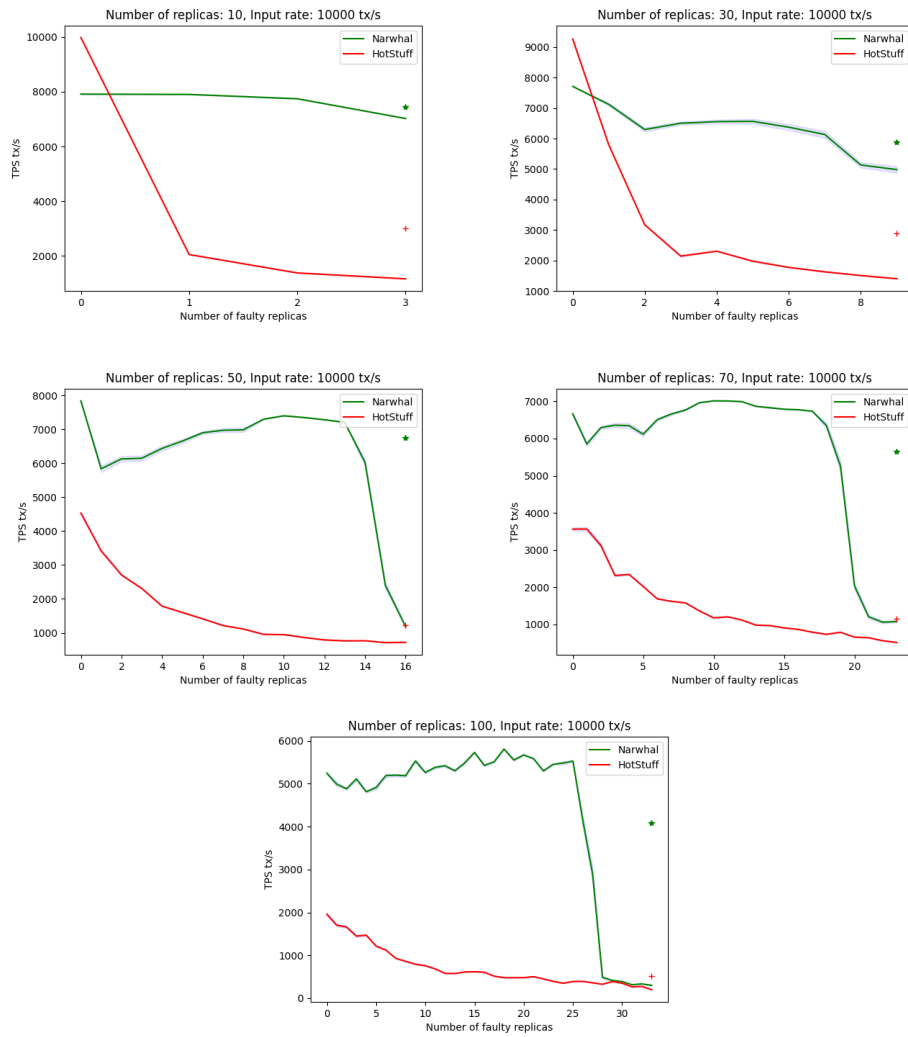 Number of replicas: 10, Input rate: 10000 tx/s
10000
8000
6000
4000
2000
TPS tx/s
Narwhal
HotStuff
0 1 2 3
Number of faulty replicas
Number of replicas: 30, Input rate: 10000 tx/s
9000
8000
7000
6000
5000
4000
3000
2000
1000
TPS tx/s
Narwhal
HotStuff
0 2 4 6 8
Number of faulty replicas
Number of replicas: 50, Input rate: 10000 tx/s
8000
7000
6000
5000
4000
3000
2000
1000
TPS tx/s
Narwhal
HotStuff
0 2 4 6 8 10 12 14 16
Number of faulty replicas
Number of replicas: 70, Input rate: 10000 tx/s
7000
6000
5000
4000
3000
2000
1000
TPS tx/s
Narwhal
HotStuff
0 5 10 15 20
Number of faulty replicas
Number of replicas: 100, Input rate: 10000 tx/s
6000
5000
4000
3000
2000
1000
0
TPS tx/s
Narwhal
HotStuff
0 5 10 15 20 25 30
Number of faulty replicas